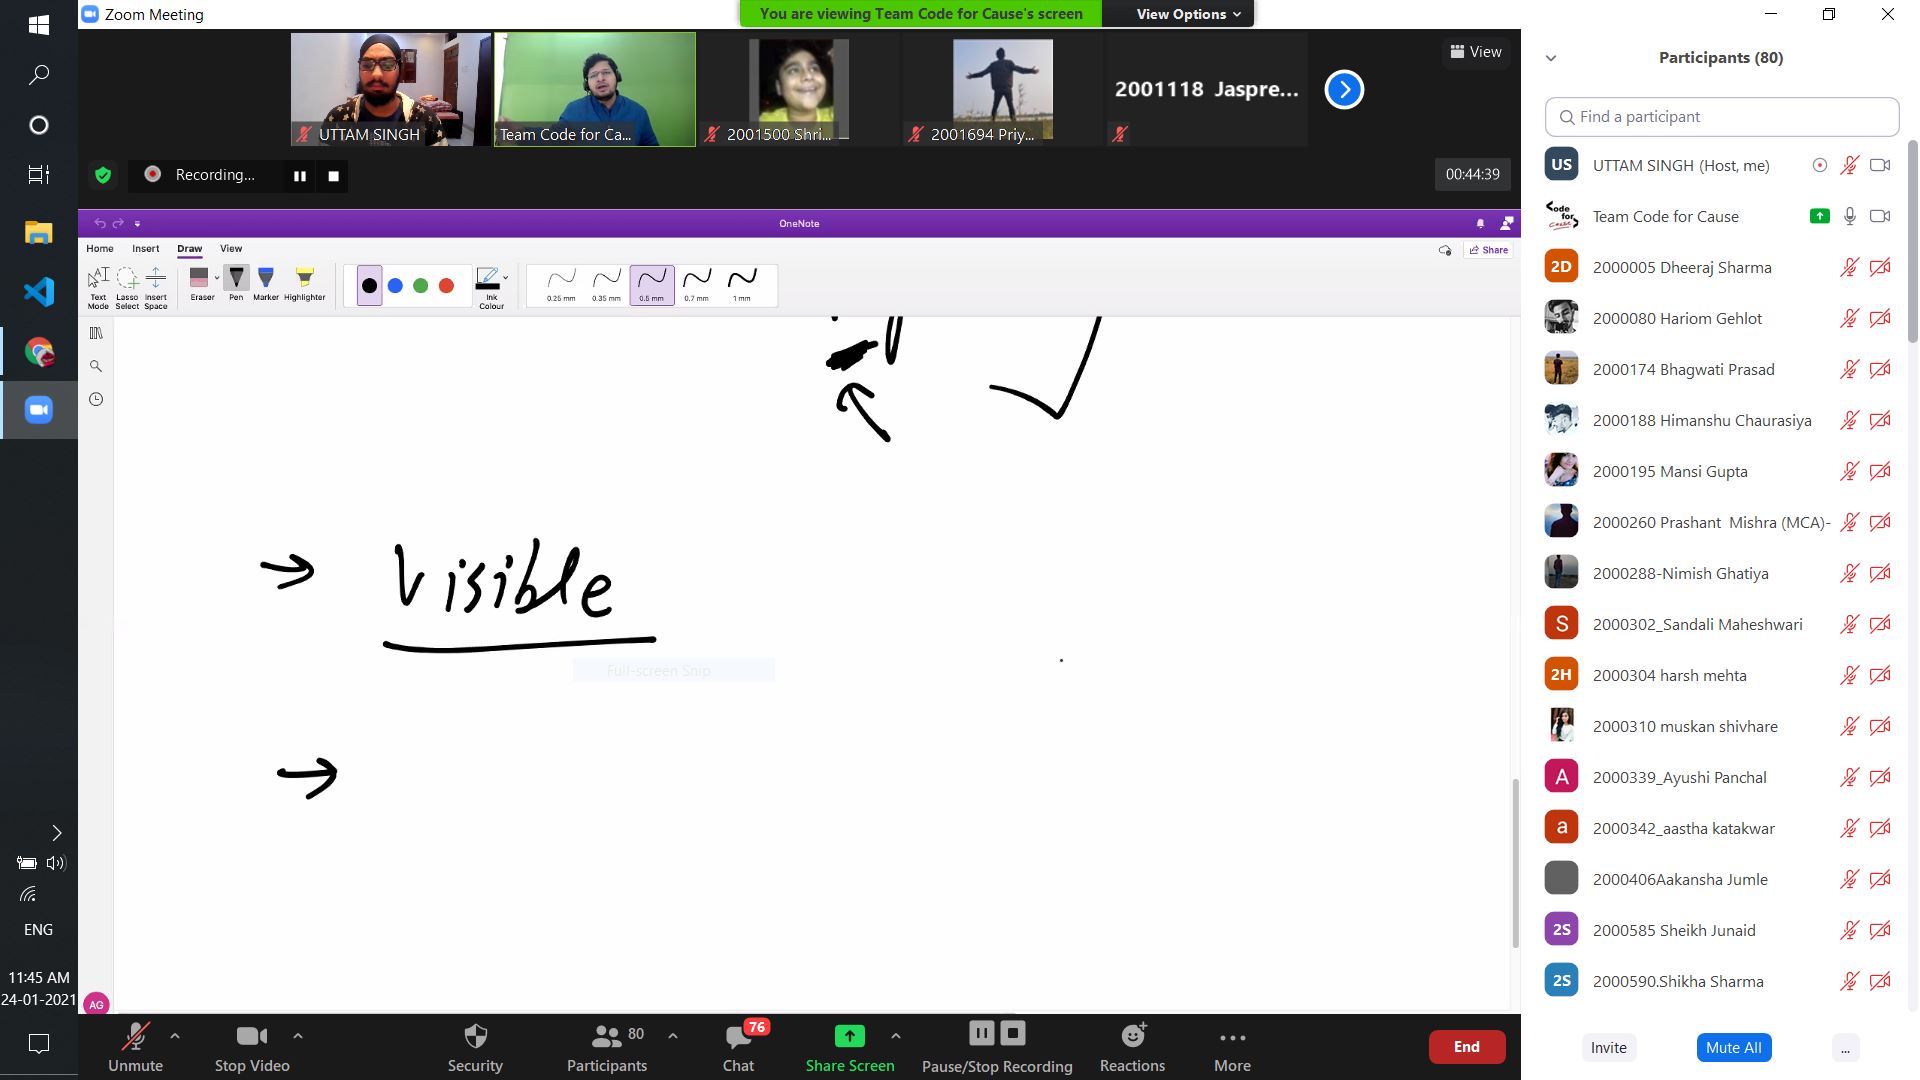 Zoom Meeting
You are viewing Team Code for Cause's screen
View Options
UTTAM SINGH
Team Code for Ca...
2001500 Shri...
2001694 Priy...
2001118 Jaspre...
View
Recording...
00:44:39
OneNote
Home Insert Draw View
Share
Text Mode
Lasso Select
Insert Space
Eraser
Pen
Marker
Highlighter
Ink Colour
0.25 mm
0.35 mm
0.5 mm
0.7 mm
1 mm
Visible
Full-screen Snip
AG
Participants (80)
Find a participant
US UTTAM SINGH (Host, me)
Code for Cause Team Code for Cause
2D 2000005 Dheeraj Sharma
2000080 Hariom Gehlot
2000174 Bhagwati Prasad
2000188 Himanshu Chaurasiya
2000195 Mansi Gupta
2000260 Prashant Mishra (MCA)-
2000288-Nimish Ghatiya
S 2000302_Sandali Maheshwari
2H 2000304 harsh mehta
2000310 muskan shivhare
A 2000339_Ayushi Panchal
a 2000342_aastha katakwar
2000406Aakansha Jumle
2S 2000585 Sheikh Junaid
2S 2000590.Shikha Sharma
Invite
Mute All
...
ENG
11:45 AM
24-01-2021
Unmute
Stop Video
Security
Participants 80
Chat 76
Share Screen
Pause/Stop Recording
Reactions
More
End